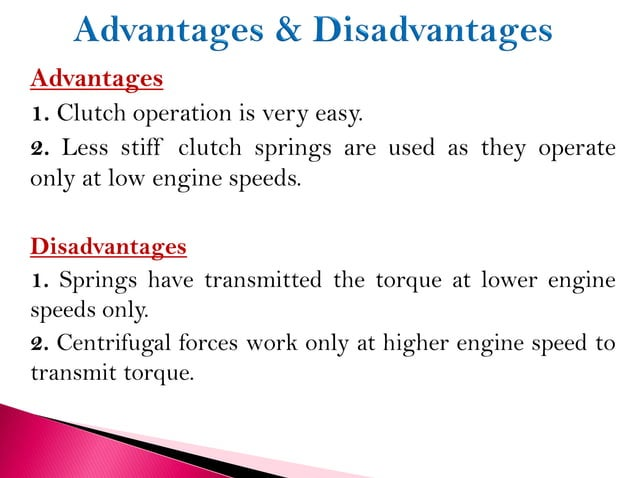 Advantages & Disadvantages
Advantages
1. Clutch operation is very easy.
2. Less stiff clutch springs are used as they operate
only at low engine speeds.
Disadvantages
1. Springs have transmitted the torque at lower engine
speeds only.
2. Centrifugal forces work only at higher engine speed to
transmit torque.